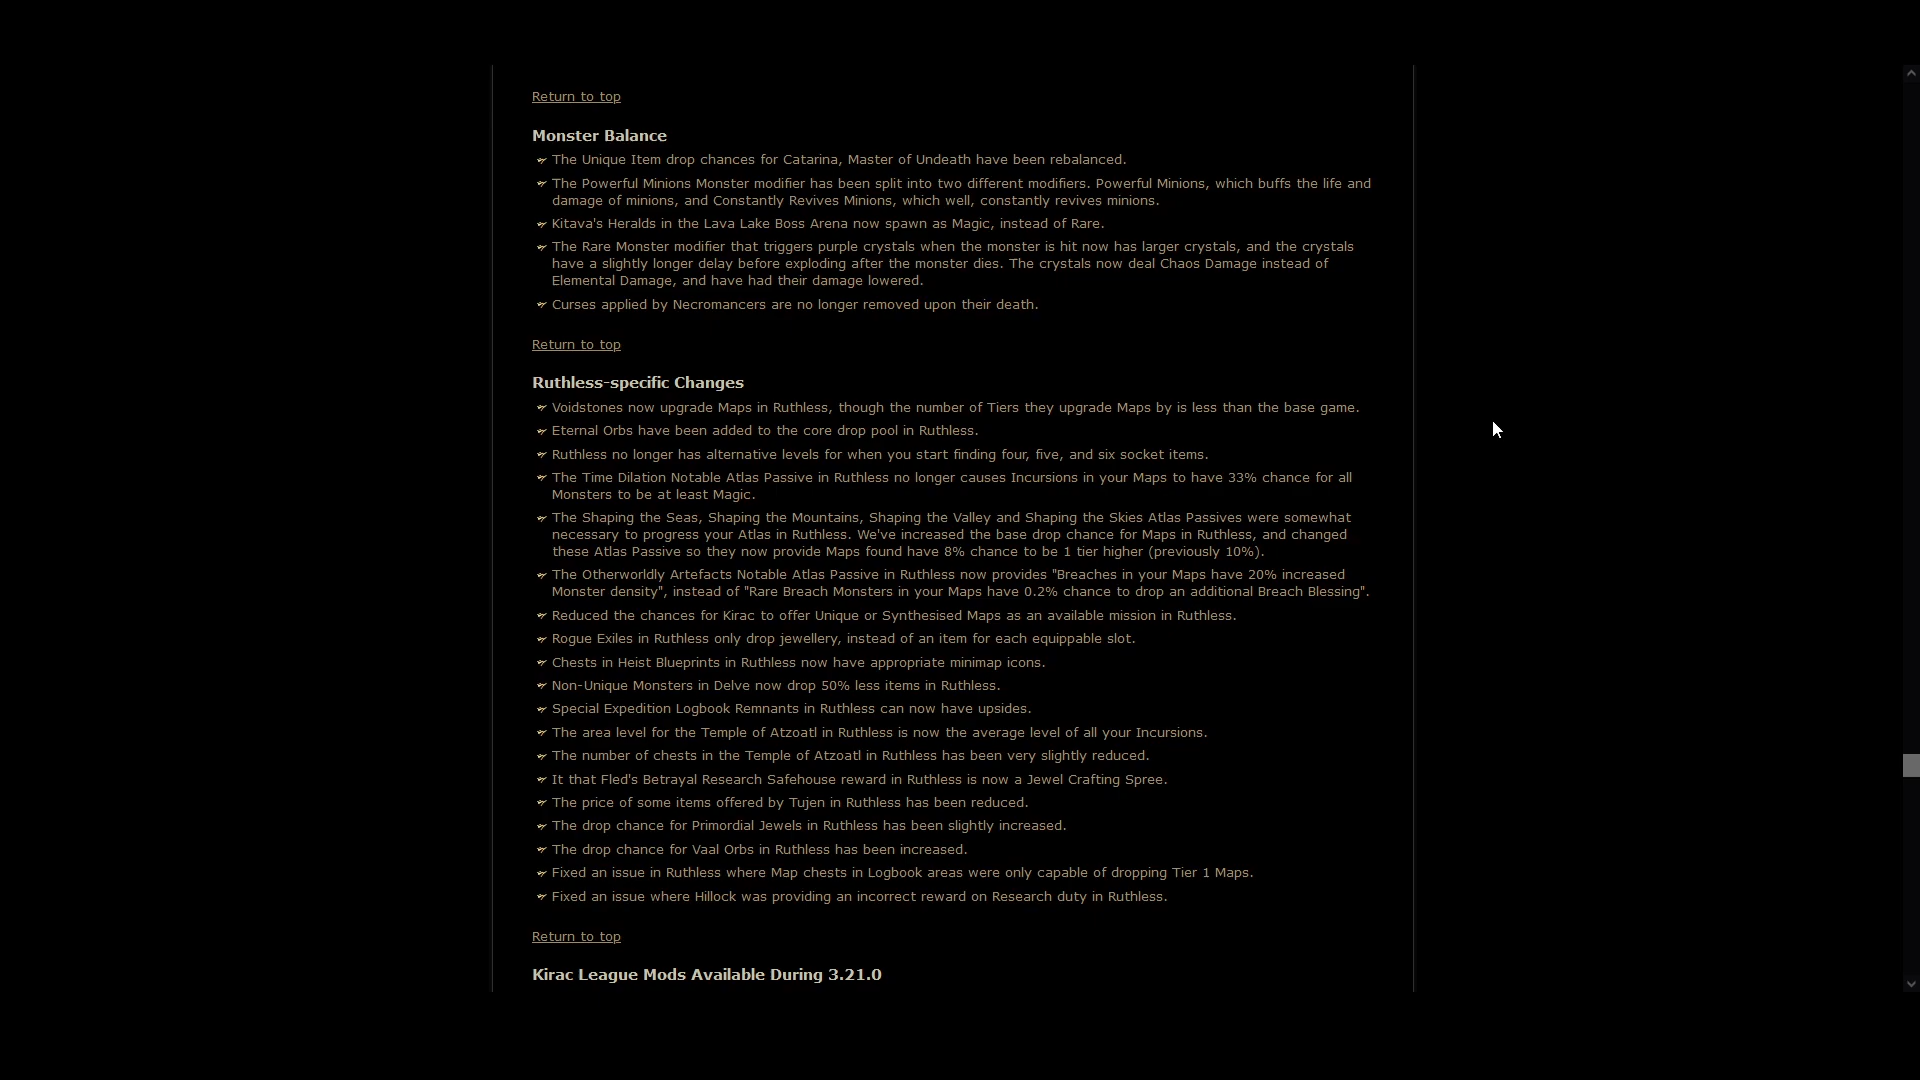 Return to top
Monster Balance
The Unique Item drop chances for Catarina, Master of Undeath have been rebalanced.
The Powerful Minions Monster modifier has been split into two different modifiers. Powerful Minions, which buffs the life and
damage of minions, and Constantly Revives Minions, which well, constantly revives minions.
Kitava's Heralds in the Lava Lake Boss Arena now spawn as Magic, instead of Rare.
The Rare Monster modifier that triggers purple crystals when the monster is hit now has larger crystals, and the crystals
have a slightly longer delay before exploding after the monster dies. The crystals now deal Chaos Damage instead of
Elemental Damage, and have had their damage lowered.
Curses applied by Necromancers are no longer removed upon their death.
Return to top
Ruthless-specific Changes
Voidstones now upgrade Maps in Ruthless, though the number of Tiers they upgrade Maps by is less than the base game.
Eternal Orbs have been added to the core drop pool in Ruthless.
Ruthless no longer has alternative levels for when you start finding four, five, and six socket items.
The Time Dilation Notable Atlas Passive in Ruthless no longer causes Incursions in your Maps to have 33% chance for all
Monsters to be at least Magic.
The Shaping the Seas, Shaping the Mountains, Shaping the Valley and Shaping the Skies Atlas Passives were somewhat
necessary to progress your Atlas in Ruthless. We've increased the base drop chance for Maps in Ruthless, and changed
these Atlas Passive so they now provide Maps found have 8% chance to be 1 tier higher (previously 10%).
The Otherworldly Artefacts Notable Atlas Passive in Ruthless now provides "Breaches in your Maps have 20% increased
Monster density", instead of "Rare Breach Monsters in your Maps have 0.2% chance to drop an additional Breach Blessing".
Reduced the chances for Kirac to offer Unique or Synthesised Maps as an available mission in Ruthless.
Rogue Exiles in Ruthless only drop jewellery, instead of an item for each equippable slot.
Chests in Heist Blueprints in Ruthless now have appropriate minimap icons.
Non-Unique Monsters in Delve now drop 50% less items in Ruthless.
Special Expedition Logbook Remnants in Ruthless can now have upsides.
The area level for the Temple of Atzoatl in Ruthless is now the average level of all your Incursions.
The number of chests in the Temple of Atzoatl in Ruthless has been very slightly reduced.
It that Fled's Betrayal Research Safehouse reward in Ruthless is now a Jewel Crafting Spree.
The price of some items offered by Tujen in Ruthless has been reduced.
The drop chance for Primordial Jewels in Ruthless has been slightly increased.
The drop chance for Vaal Orbs in Ruthless has been increased.
Fixed an issue in Ruthless where Map chests in Logbook areas were only capable of dropping Tier 1 Maps.
Fixed an issue where Hillock was providing an incorrect reward on Research duty in Ruthless.
Return to top
Kirac League Mods Available During 3.21.0